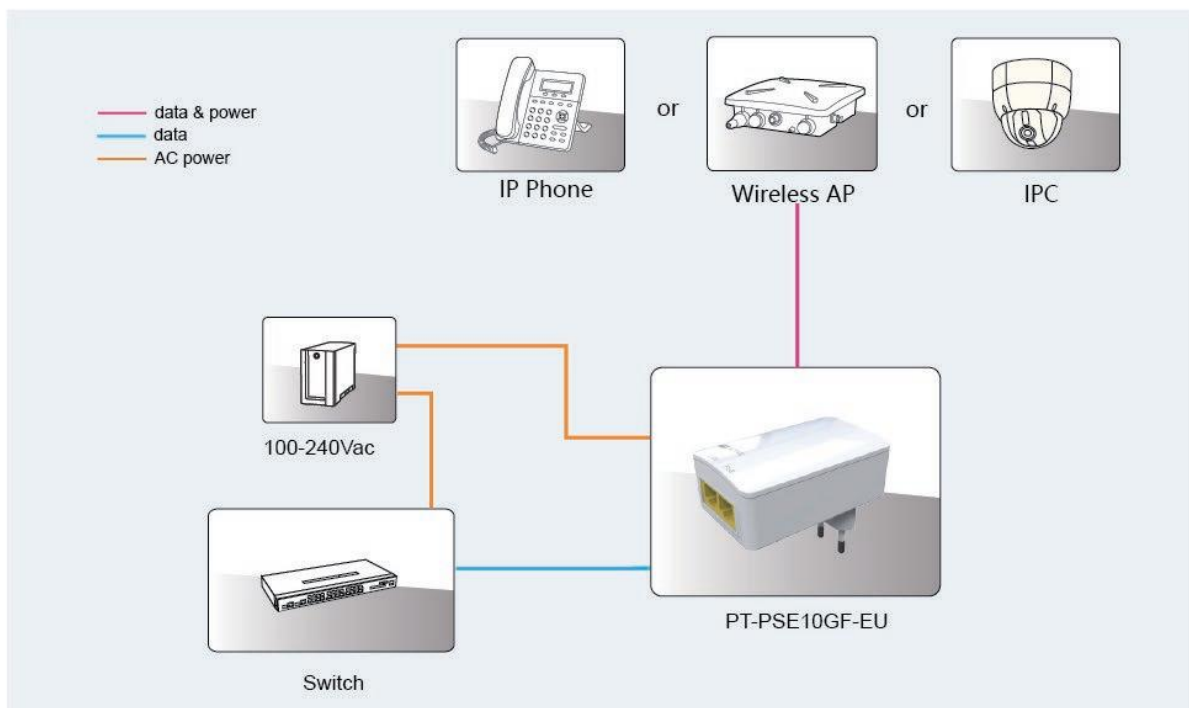 data & power
data
AC power
or
or
IP Phone
Wireless AP
IPC
100-240Vac
PT-PSE10GF-EU
Switch